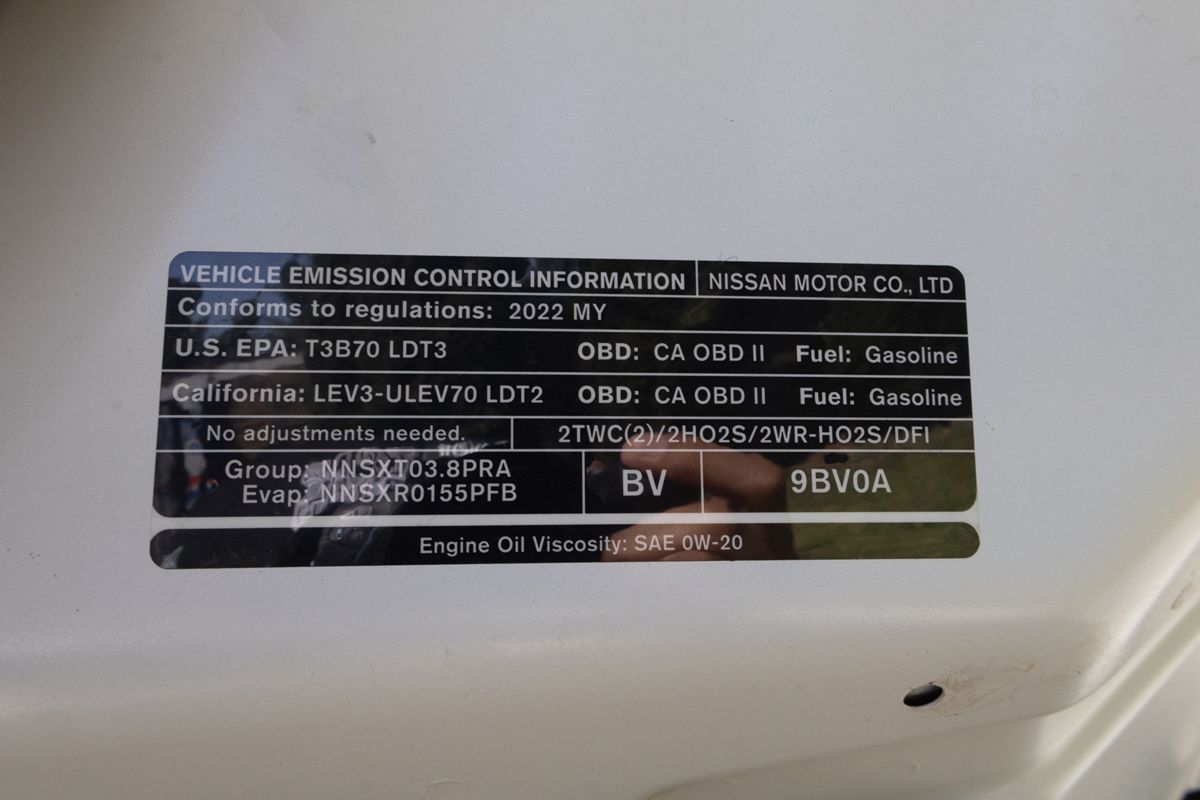 VEHICLE EMISSION CONTROL INFORMATION NISSAN MOTOR CO., LTD
Conforms to regulations: 2022 MY
U.S. EPA: T3B70 LDT3 OBD: CA OBD II Fuel: Gasoline
California: LEV3-ULEV70 LDT2 OBD: CA OBD II Fuel: Gasoline
No adjustments needed. 2TWC(2)/2HO2S/2WR-HO2S/DFI
Group: NNSXT03.8PRA
Evap: NNSXR0155PFB
BV 9BV0A
Engine Oil Viscosity: SAE 0W-20